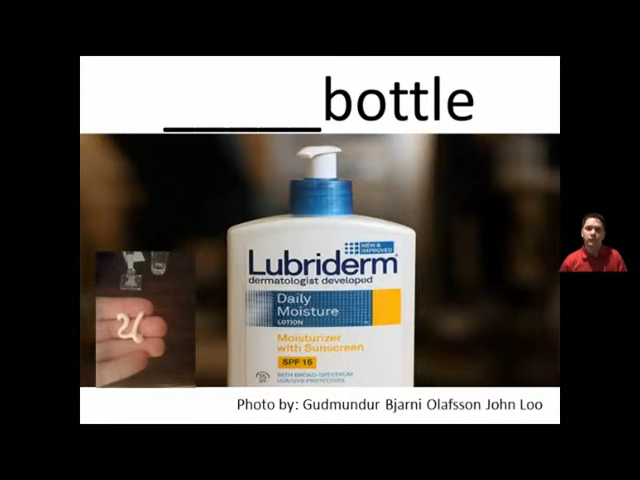 ______bottle
NEW &
IMPROVED
Lubriderm
dermatologist developed
Daily
Moisture
LOTION
Moisturizer
with Sunscreen
SPF 15
WITH BROAD-SPECTRUM
UVA/UVB PROTECTION
Photo by: Gudmundur Bjarni Olafsson John Loo